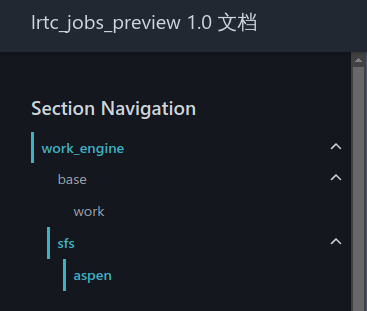 lrtc_jobs_preview 1.0 文档
Section Navigation
work_engine
base
work
sfs
aspen